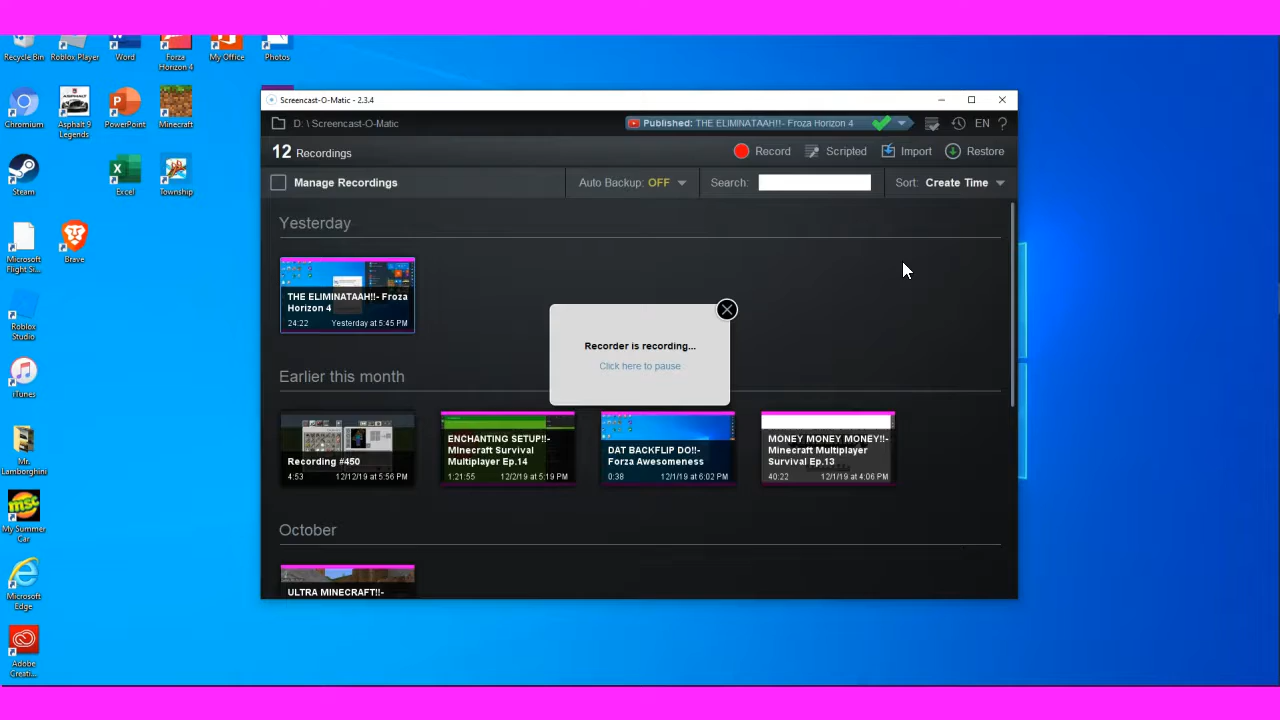 Recycle Bin
Roblox Player
Word
Forza
Horizon 4
My Office
Photos
Chromium
Asphalt 9
Legends
PowerPoint
Minecraft
Steam
Excel
Township
Microsoft
Flight Si...
Brave
Roblox
Studio
iTunes
Mr.
Lamborghini
My Summer
Car
Microsoft
Edge
Adobe
Creati...
Screencast-O-Matic - 2.3.4
D: \ Screencast-O-Matic
Published: THE ELIMINATAAH!!- Froza Horizon 4
EN ?
12 Recordings
Record
Scripted
Import
Restore
Manage Recordings
Auto Backup: OFF
Search:
Sort: Create Time
Yesterday
THE ELIMINATAAH!!- Froza
Horizon 4
24:22 Yesterday at 5:45 PM
Recorder is recording...
Click here to pause
Earlier this month
Recording #450
4:53 12/12/19 at 5:56 PM
ENCHANTING SETUP!!-
Minecraft Survival
Multiplayer Ep.14
1:21:55 12/2/19 at 5:19 PM
DAT BACKFLIP DO!!-
Forza Awesomeness
0:38 12/1/19 at 6:02 PM
MONEY MONEY MONEY!!-
Minecraft Multiplayer
Survival Ep.13
40:22 12/1/19 at 4:06 PM
October
ULTRA MINECRAFT!!-